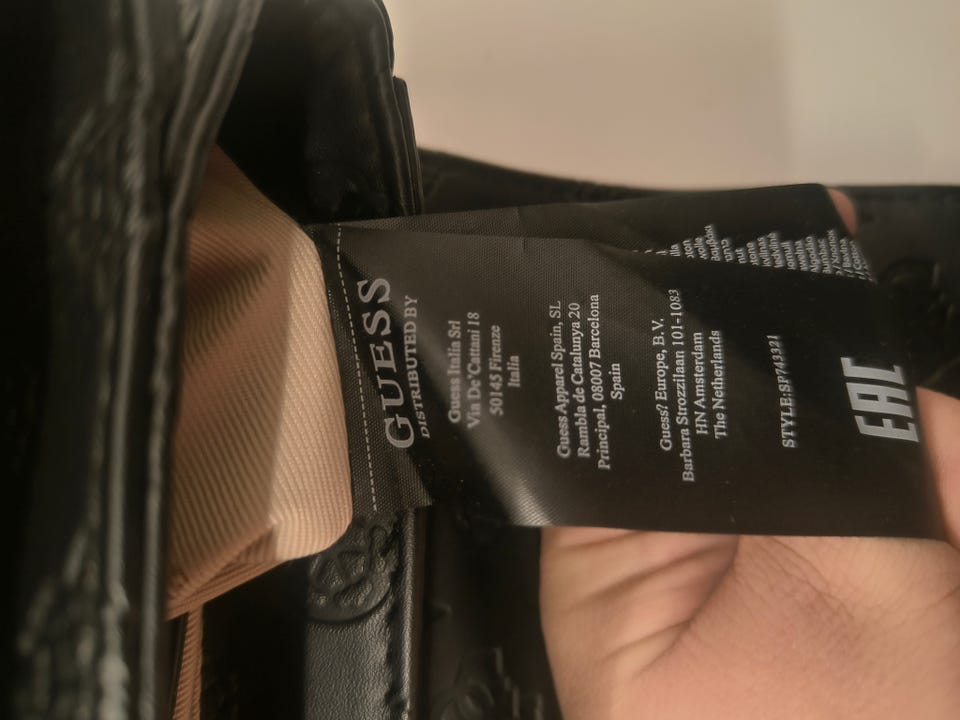 GUESS
DISTRIBUTED BY
Guess Italia Srl
Via De'Cattani 18
50145 Firenze
Italia
Guess Apparel Spain, SL
Rambla de Catalunya 20
Principal, 08007 Barcelona
Spain
Guess? Europe, B.V.
Barbara Strozzilaan 101-1083
HN Amsterdam
The Netherlands
STYLE:SP743321
EAC